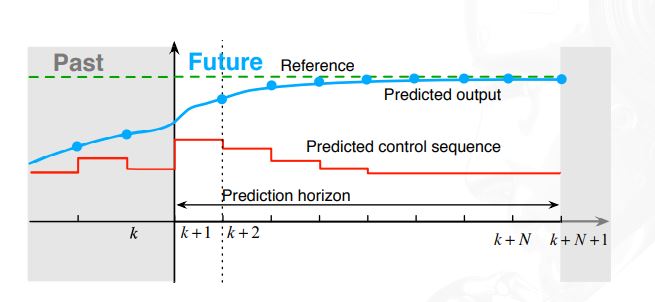 Past
Future
Reference
Predicted output
Predicted control sequence
Prediction horizon
k k+1 k+2 k+N k+N+1